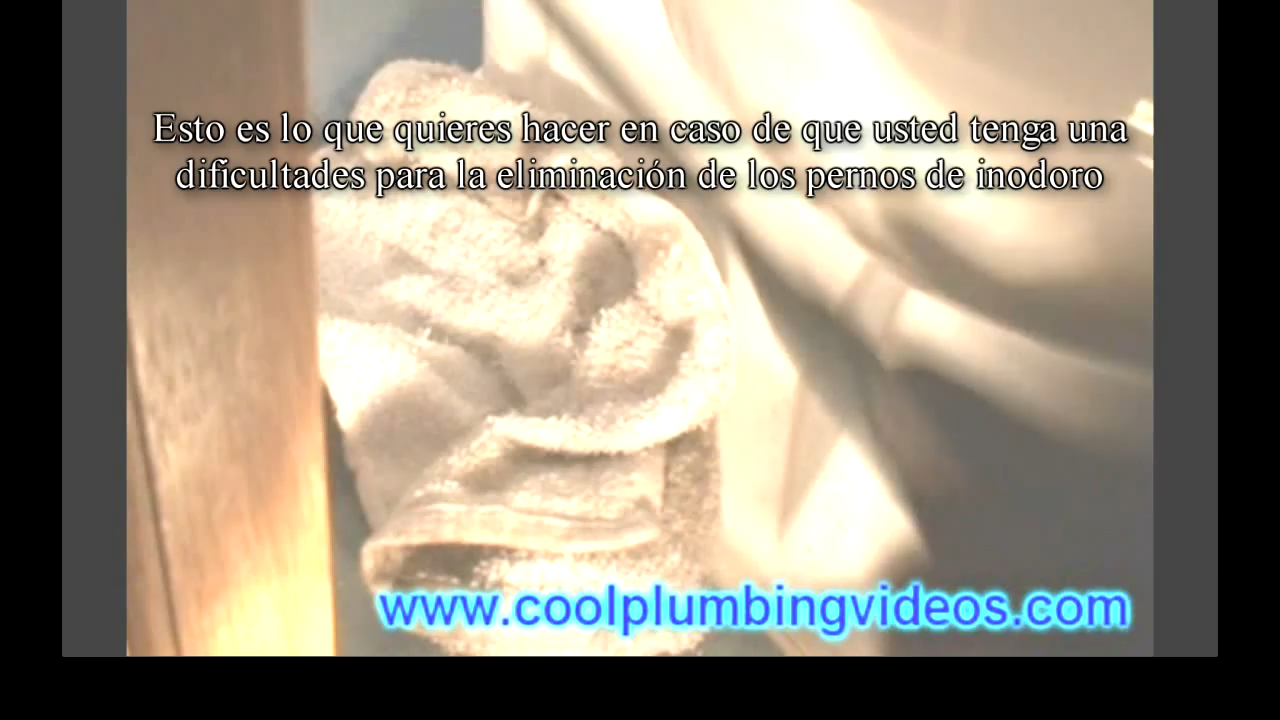 Esto es lo que quieres hacer en caso de que usted tenga una
dificultades para la eliminación de los pernos de inodoro
www.coolplumbingvideos.com